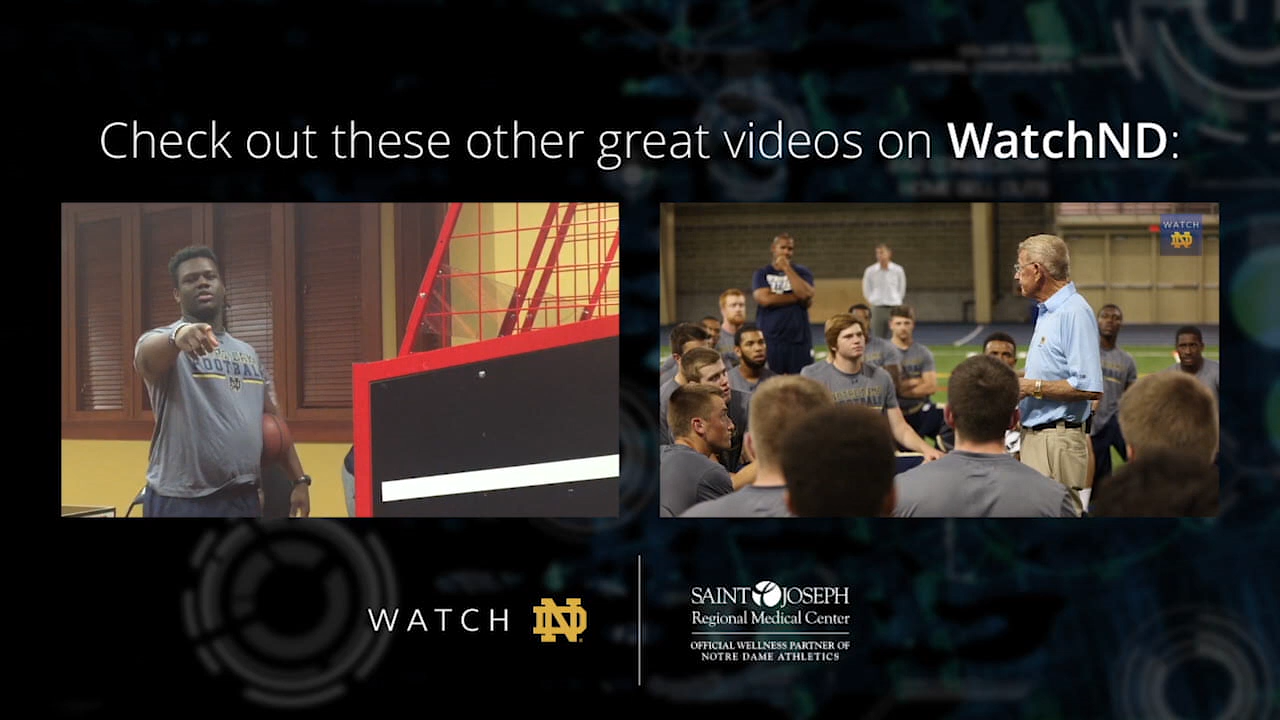 Check out these other great videos on WatchND:
FOOTBALL
WATCH
ND
WATCH ND
SAINT JOSEPH
Regional Medical Center
OFFICIAL WELLNESS PARTNER OF
NOTRE DAME ATHLETICS